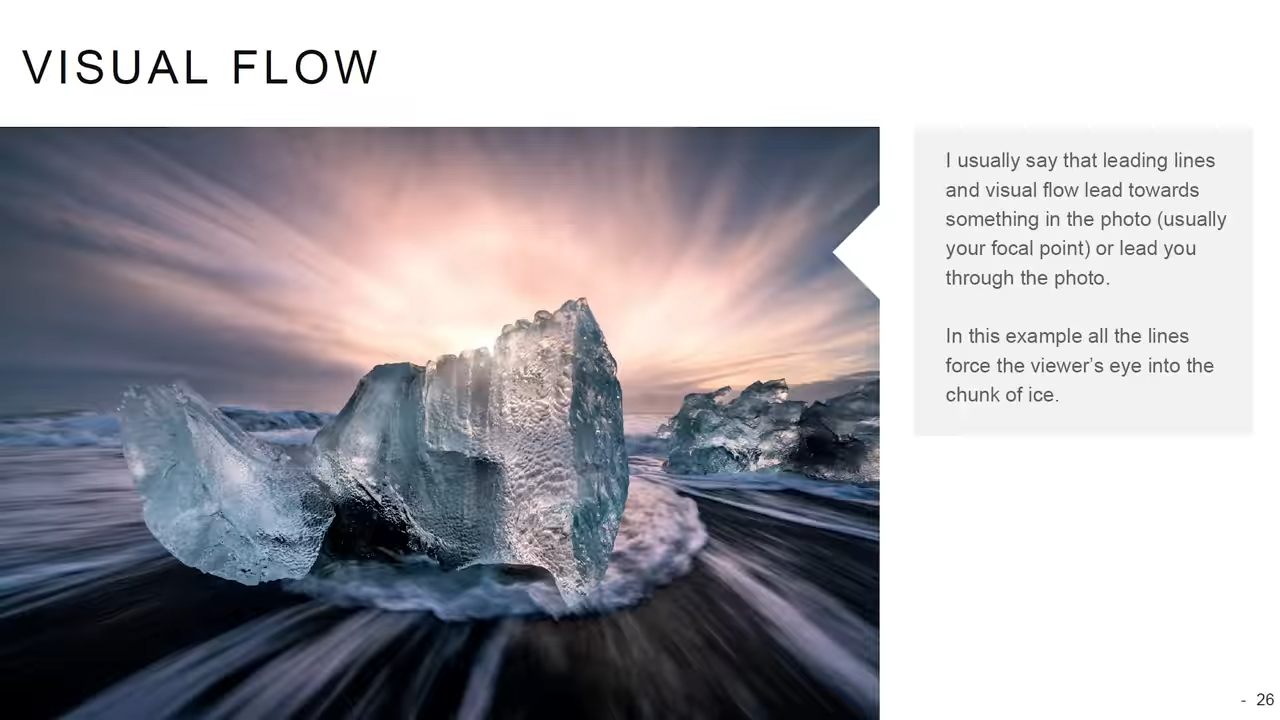 VISUAL FLOW
I usually say that leading lines
and visual flow lead towards
something in the photo (usually
your focal point) or lead you
through the photo.
In this example all the lines
force the viewer’s eye into the
chunk of ice.
- 26